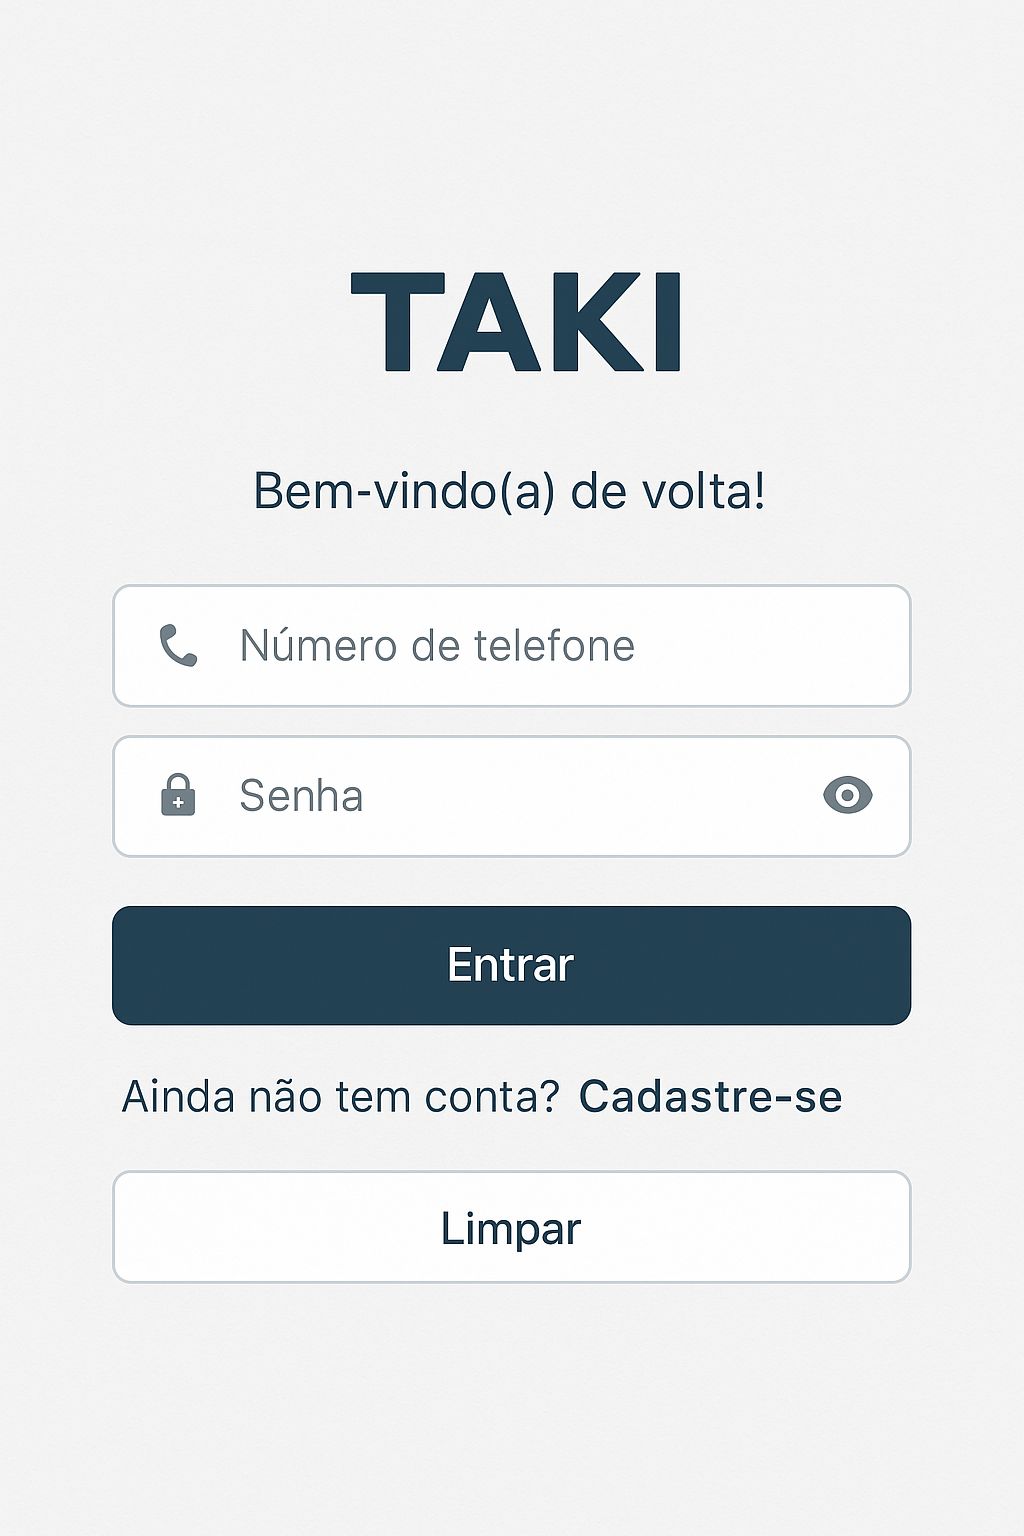 TAKI
Bem-vindo(a) de volta!
Número de telefone
Senha
Entrar
Ainda não tem conta? Cadastre-se
Limpar